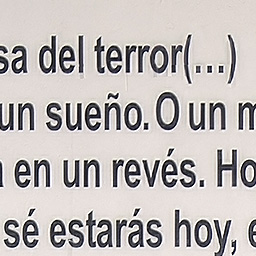 sa del terror(...)
un sueño. O un m
en un revés. Ho
sé estarás hoy, e